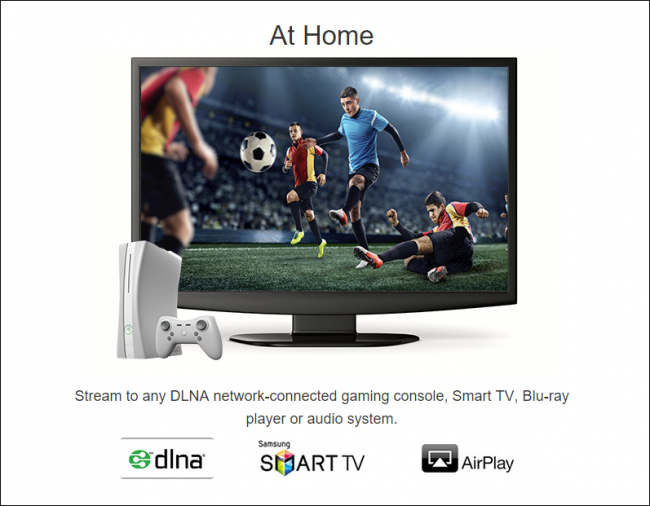 At Home
Stream to any DLNA network-connected gaming console, Smart TV, Blu-ray
player or audio system.
dlna
Samsung
SMART TV
AirPlay